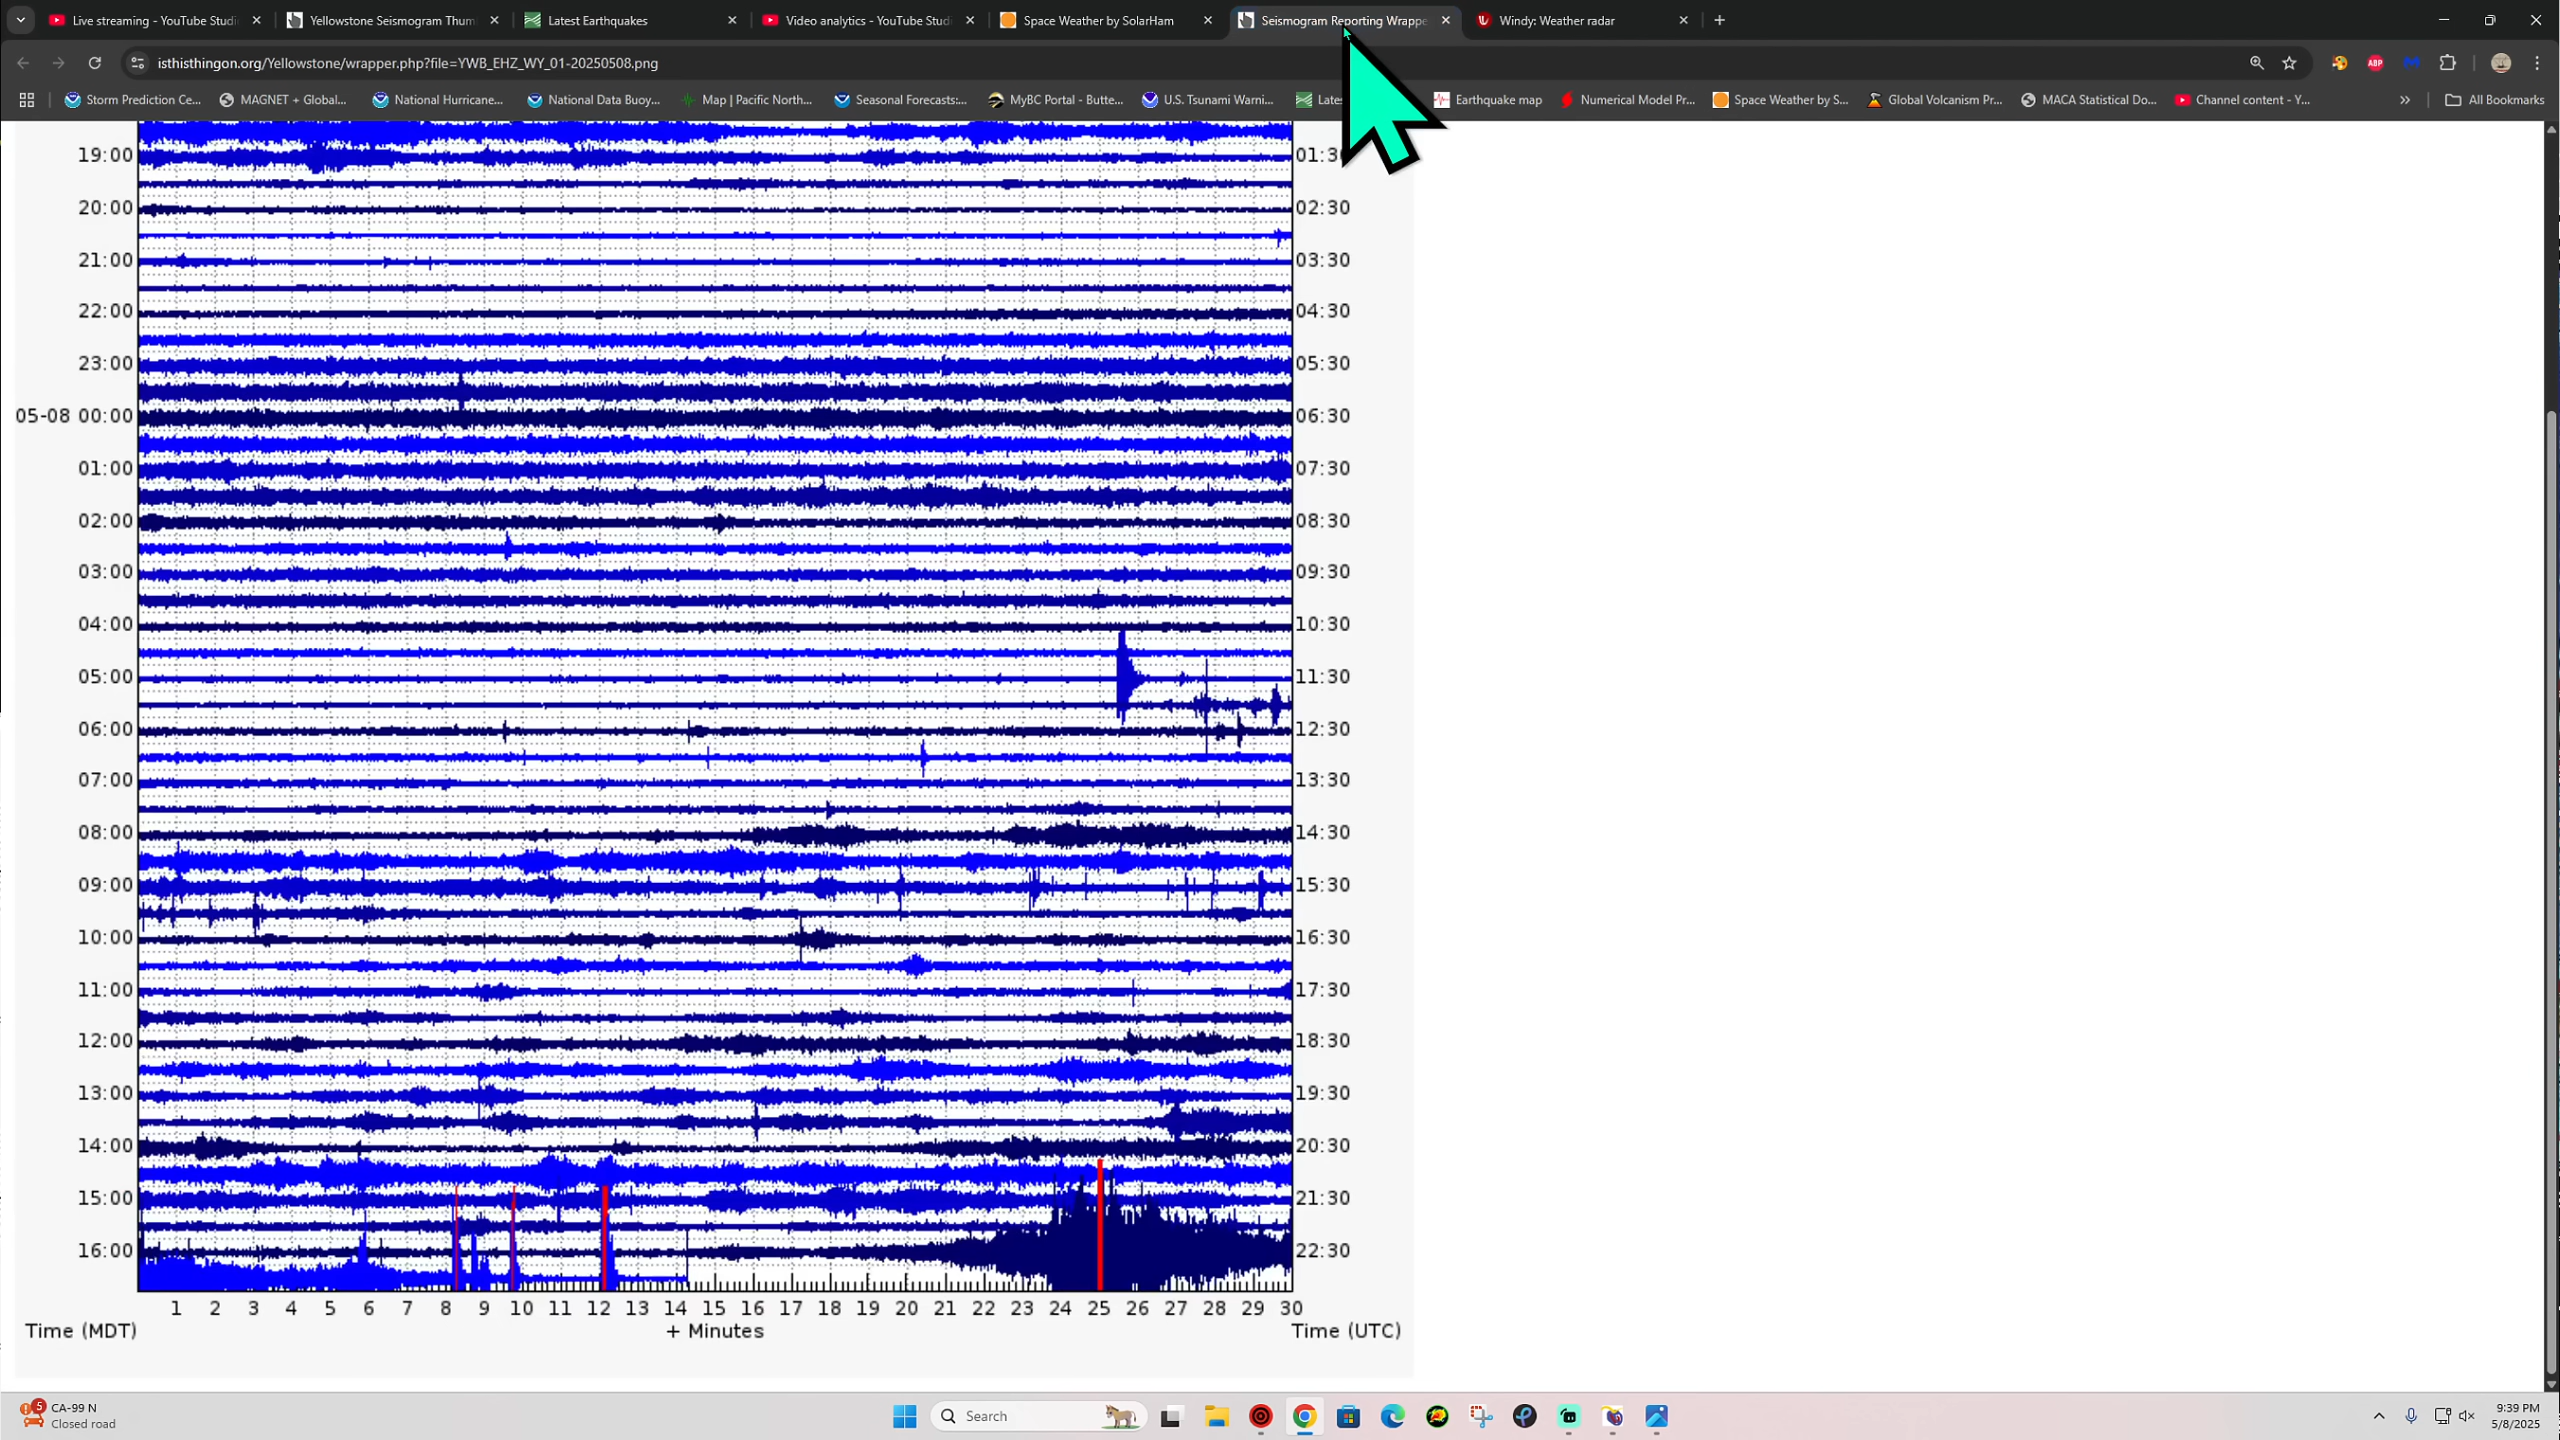 Live streaming - YouTube Studi
Yellowstone Seismogram Thum
Latest Earthquakes
Video analytics - YouTube Studi
Space Weather by SolarHam
Seismogram Reporting Wrappe
Windy: Weather radar
isthisthingon.org/Yellowstone/wrapper.php?file=YWB_EHZ_WY_01-20250508.png
ABP
Storm Prediction Ce...
MAGNET + Global...
National Hurricane...
National Data Buoy...
Map | Pacific North...
Seasonal Forecasts:...
MyBC Portal - Butte...
U.S. Tsunami Warni...
Late
Earthquake map
Numerical Model Pr...
Space Weather by S...
Global Volcanism Pr...
MACA Statistical Do...
Channel content - Y...
All Bookmarks
19:00 01:3
20:00 02:30
21:00 03:30
22:00 04:30
23:00 05:30
05-08 00:00 06:30
01:00 07:30
02:00 08:30
03:00 09:30
04:00 10:30
05:00 11:30
06:00 12:30
07:00 13:30
08:00 14:30
09:00 15:30
10:00 16:30
11:00 17:30
12:00 18:30
13:00 19:30
14:00 20:30
15:00 21:30
16:00 22:30
1 2 3 4 5 6 7 8 9 10 11 12 13 14 15 16 17 18 19 20 21 22 23 24 25 26 27 28 29 30
Time (MDT) + Minutes Time (UTC)
5
CA-99 N
Closed road
Search
9:39 PM
5/8/2025